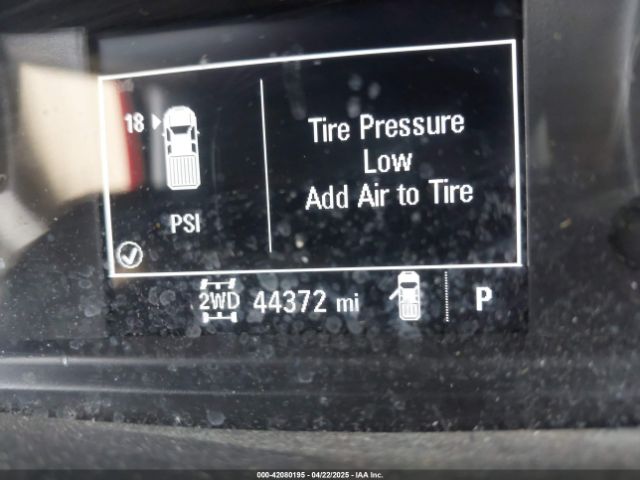 18
Tire Pressure
Low
Add Air to Tire
PSI
2WD 44372 mi P
000-42080195 - 04/22/2025 - IAA Inc.